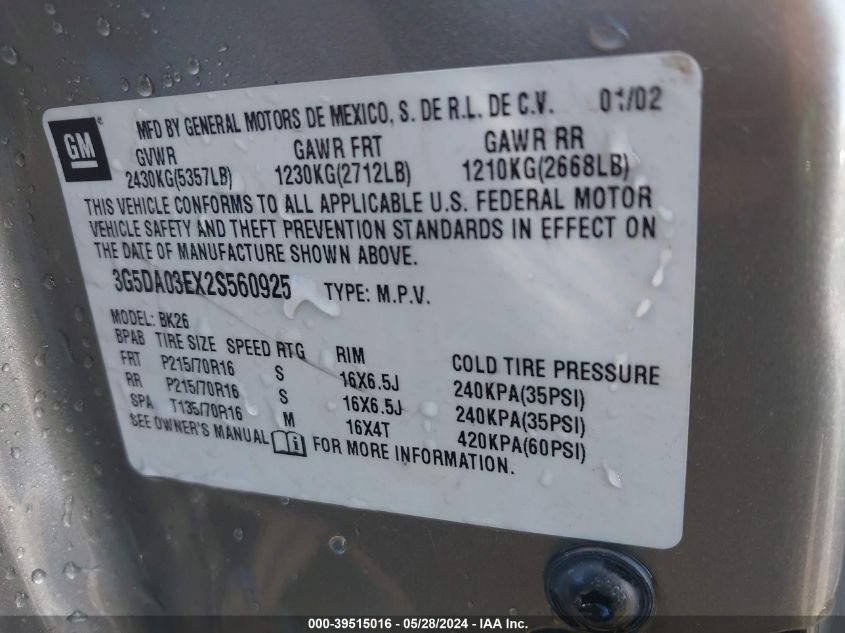 GM
MFD BY GENERAL MOTORS DE MEXICO, S. DE R.L. DE C.V. 01/02
GVWR GAWR FRT GAWR RR
2430KG(5357LB) 1230KG(2712LB) 1210KG(2668LB)
THIS VEHICLE CONFORMS TO ALL APPLICABLE U.S. FEDERAL MOTOR
VEHICLE SAFETY AND THEFT PREVENTION STANDARDS IN EFFECT ON
THE DATE OF MANUFACTURE SHOWN ABOVE.
3G5DA03EX2S560925 TYPE: M.P.V.
MODEL: BK26
BPAB TIRE SIZE SPEED RTG RIM COLD TIRE PRESSURE
FRT P215/70R16 S 16X6.5J 240KPA(35PSI)
RR P215/70R16 S 16X6.5J 240KPA(35PSI)
SPA T135/70R16 M 16X4T 420KPA(60PSI)
SEE OWNER'S MANUAL FOR MORE INFORMATION.
000-39515016 - 05/28/2024 - IAA Inc.